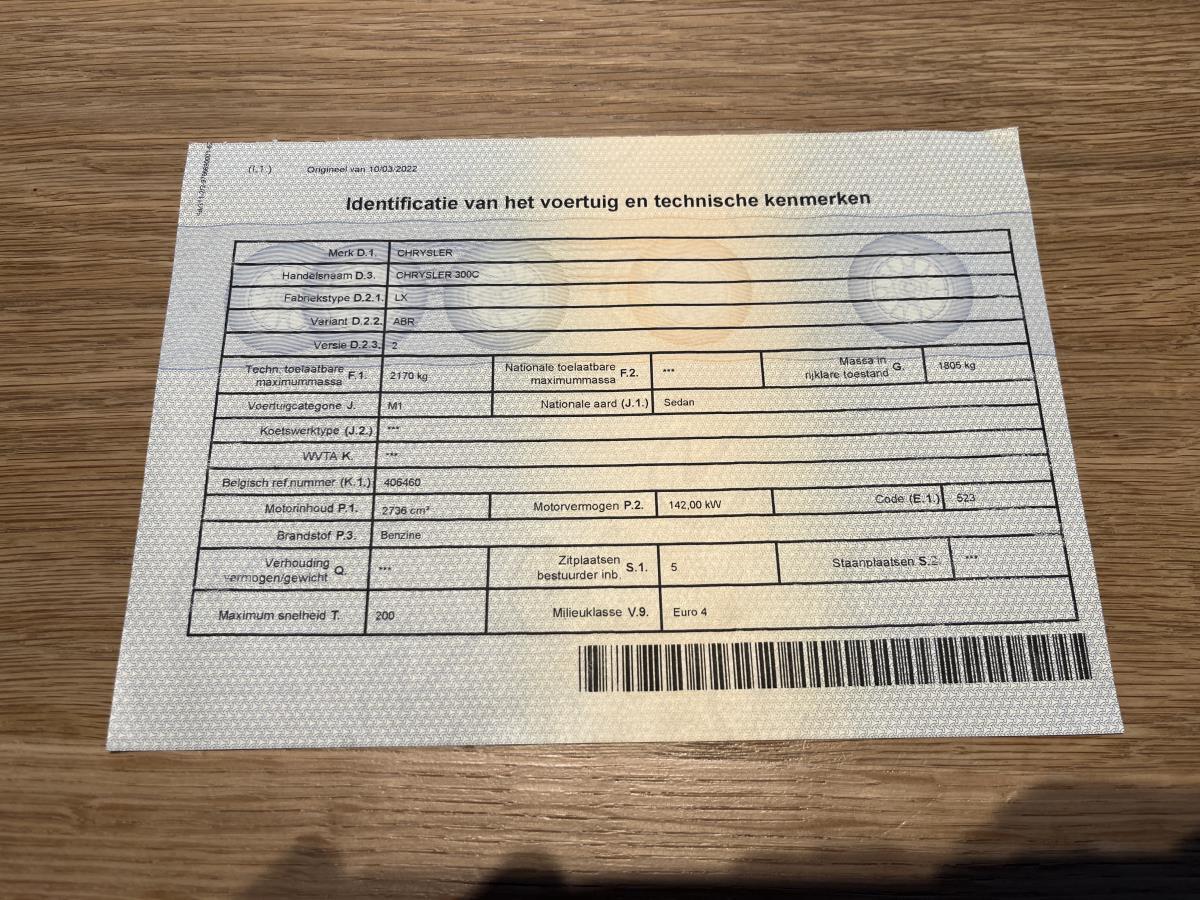 (I.1.) Origineel van 10/03/2022
Identificatie van het voertuig en technische kenmerken
Merk D.1. CHRYSLER
Handelsnaam D.3. CHRYSLER 300C
Fabriekstype D.2.1. LX
Variant D.2.2. ABR
Versie D.2.3. 2
Techn. toelaatbare maximummassa F.1. 2170 kg Nationale toelaatbare maximummassa F.2. *** Massa in rijklare toestand G. 1805 kg
Voertuigcategorie J. M1 Nationale aard (J.1.) Sedan
Koetswerktype (J.2.) ***
WVTA K. ***
Belgisch ref.nummer (K.1.) 406460
Motorinhoud P.1. 2736 cm³ Motorvermogen P.2. 142,00 kW Code (E.1.) 523
Brandstof P.3. Benzine
Verhouding vermogen/gewicht Q. *** Zitplaatsen bestuurder inb. S.1. 5 Staanplaatsen S.2. ***
Maximum snelheid T. 200 Milieuklasse V.9. Euro 4